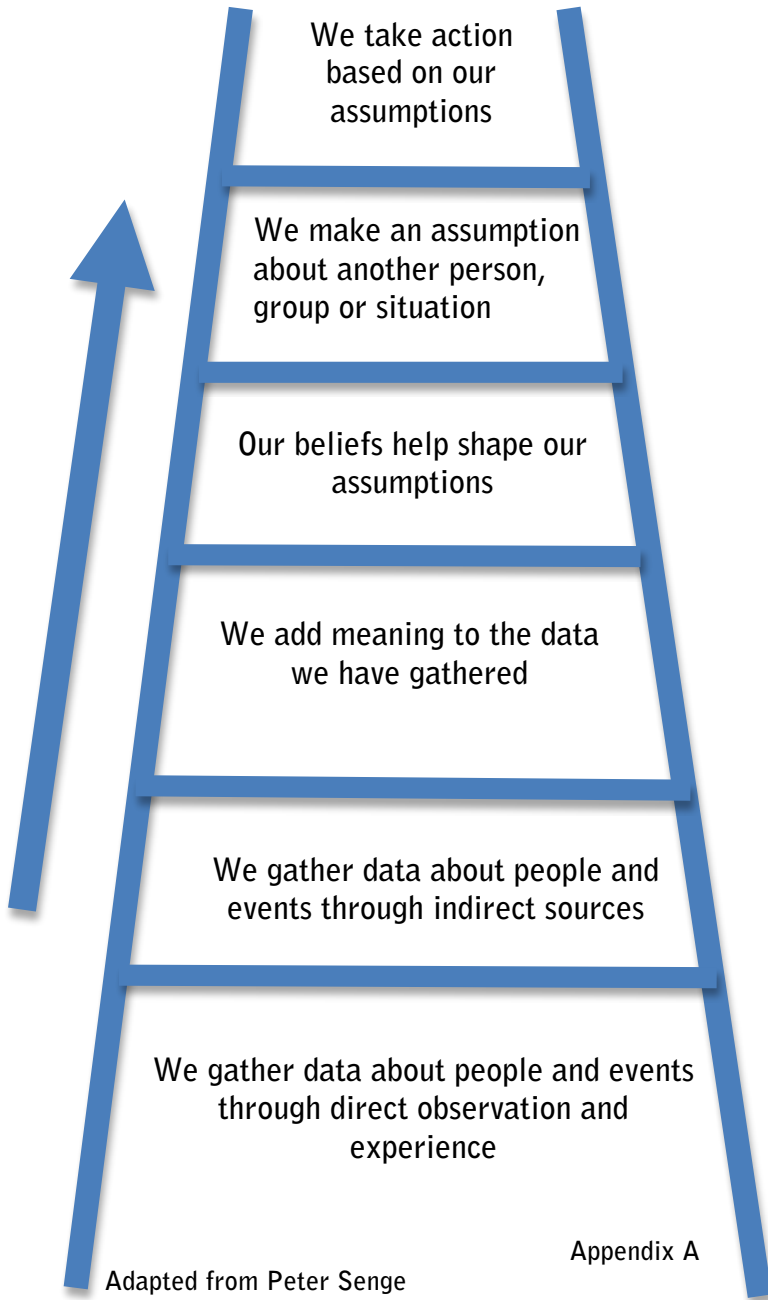 We take action
based on our
assumptions
We make an assumption
about another person,
group or situation
Our beliefs help shape our
assumptions
We add meaning to the data
we have gathered
We gather data about people and
events through indirect sources
We gather data about people and events
through direct observation and
experience
Appendix A
Adapted from Peter Senge